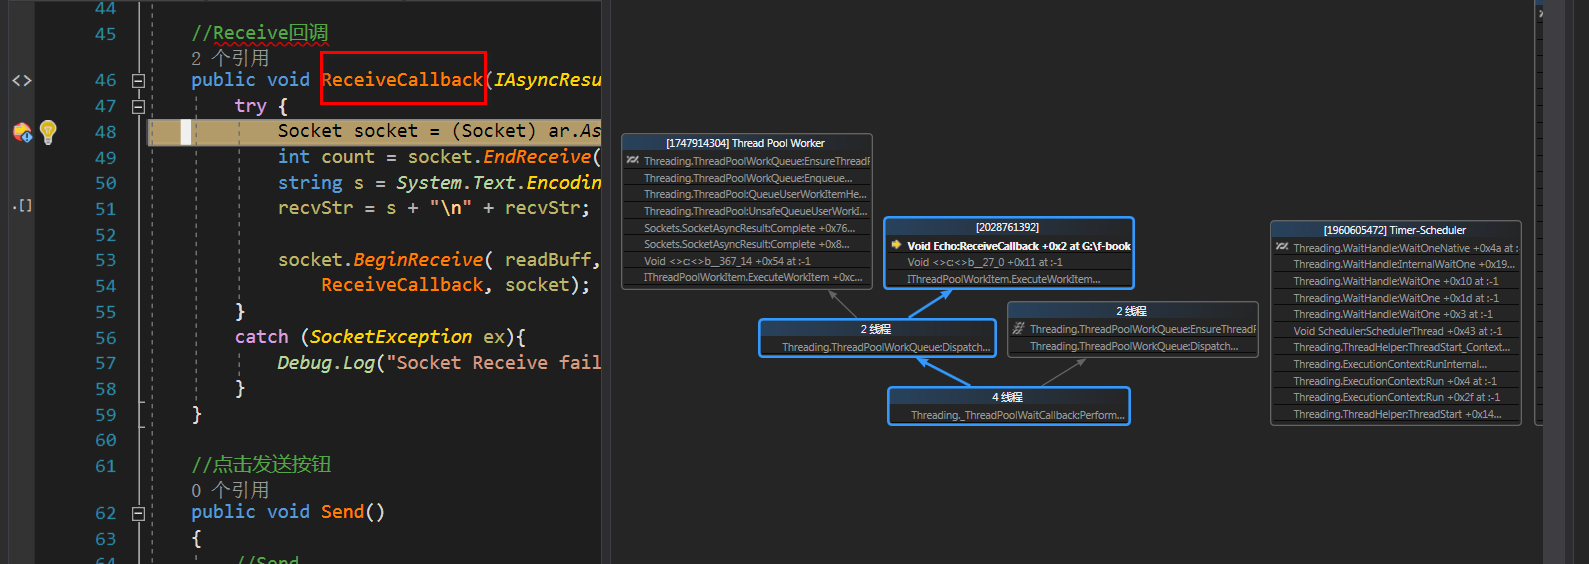 44
45 //Receive回调
2 个引用
46 public void ReceiveCallback(IAsyncResu
47 try {
48 Socket socket = (Socket) ar.As
49 int count = socket.EndReceive(
50 string s = System.Text.Encodin
51 recvStr = s + "\n" + recvStr;
52
53 socket.BeginReceive( readBuff,
54 ReceiveCallback, socket);
55 }
56 catch (SocketException ex){
57 Debug.Log("Socket Receive fail
58 }
59 }
60
61 //点击发送按钮
0 个引用
62 public void Send()
63 {
64 //Send
[1747914304] Thread Pool Worker
Threading.ThreadPoolWorkQueue:EnsureThreadF
Threading.ThreadPoolWorkQueue:Enqueue...
Threading.ThreadPool:QueueUserWorkItemHe...
Threading.ThreadPool:UnsafeQueueUserWorkI...
Sockets.SocketAsyncResult:Complete +0x76...
Sockets.SocketAsyncResult:Complete +0x8...
Void <>c:<>b__367_14 +0x54 at :-1
IThreadPoolWorkItem.ExecuteWorkItem +0xc...
[2028761392]
Void Echo:ReceiveCallback +0x2 at G:\f-book
Void <>c:<>b__27_0 +0x11 at :-1
IThreadPoolWorkItem.ExecuteWorkItem...
2 线程
Threading.ThreadPoolWorkQueue:Dispatch...
2 线程
Threading.ThreadPoolWorkQueue:EnsureThreadF
Threading.ThreadPoolWorkQueue:Dispatch...
4 线程
Threading._ThreadPoolWaitCallback:Perform...
[1960605472] Timer-Scheduler
Threading.WaitHandle:WaitOneNative +0x4a at :
Threading.WaitHandle:InternalWaitOne +0x19...
Threading.WaitHandle:WaitOne +0x10 at :-1
Threading.WaitHandle:WaitOne +0x1d at :-1
Threading.WaitHandle:WaitOne +0x3 at :-1
Void Scheduler:SchedulerThread +0x43 at :-1
Threading.ThreadHelper:ThreadStart_Context...
Threading.ExecutionContext:RunInternal...
Threading.ExecutionContext:Run +0x4 at :-1
Threading.ExecutionContext:Run +0x2f at :-1
Threading.ThreadHelper:ThreadStart +0x14...